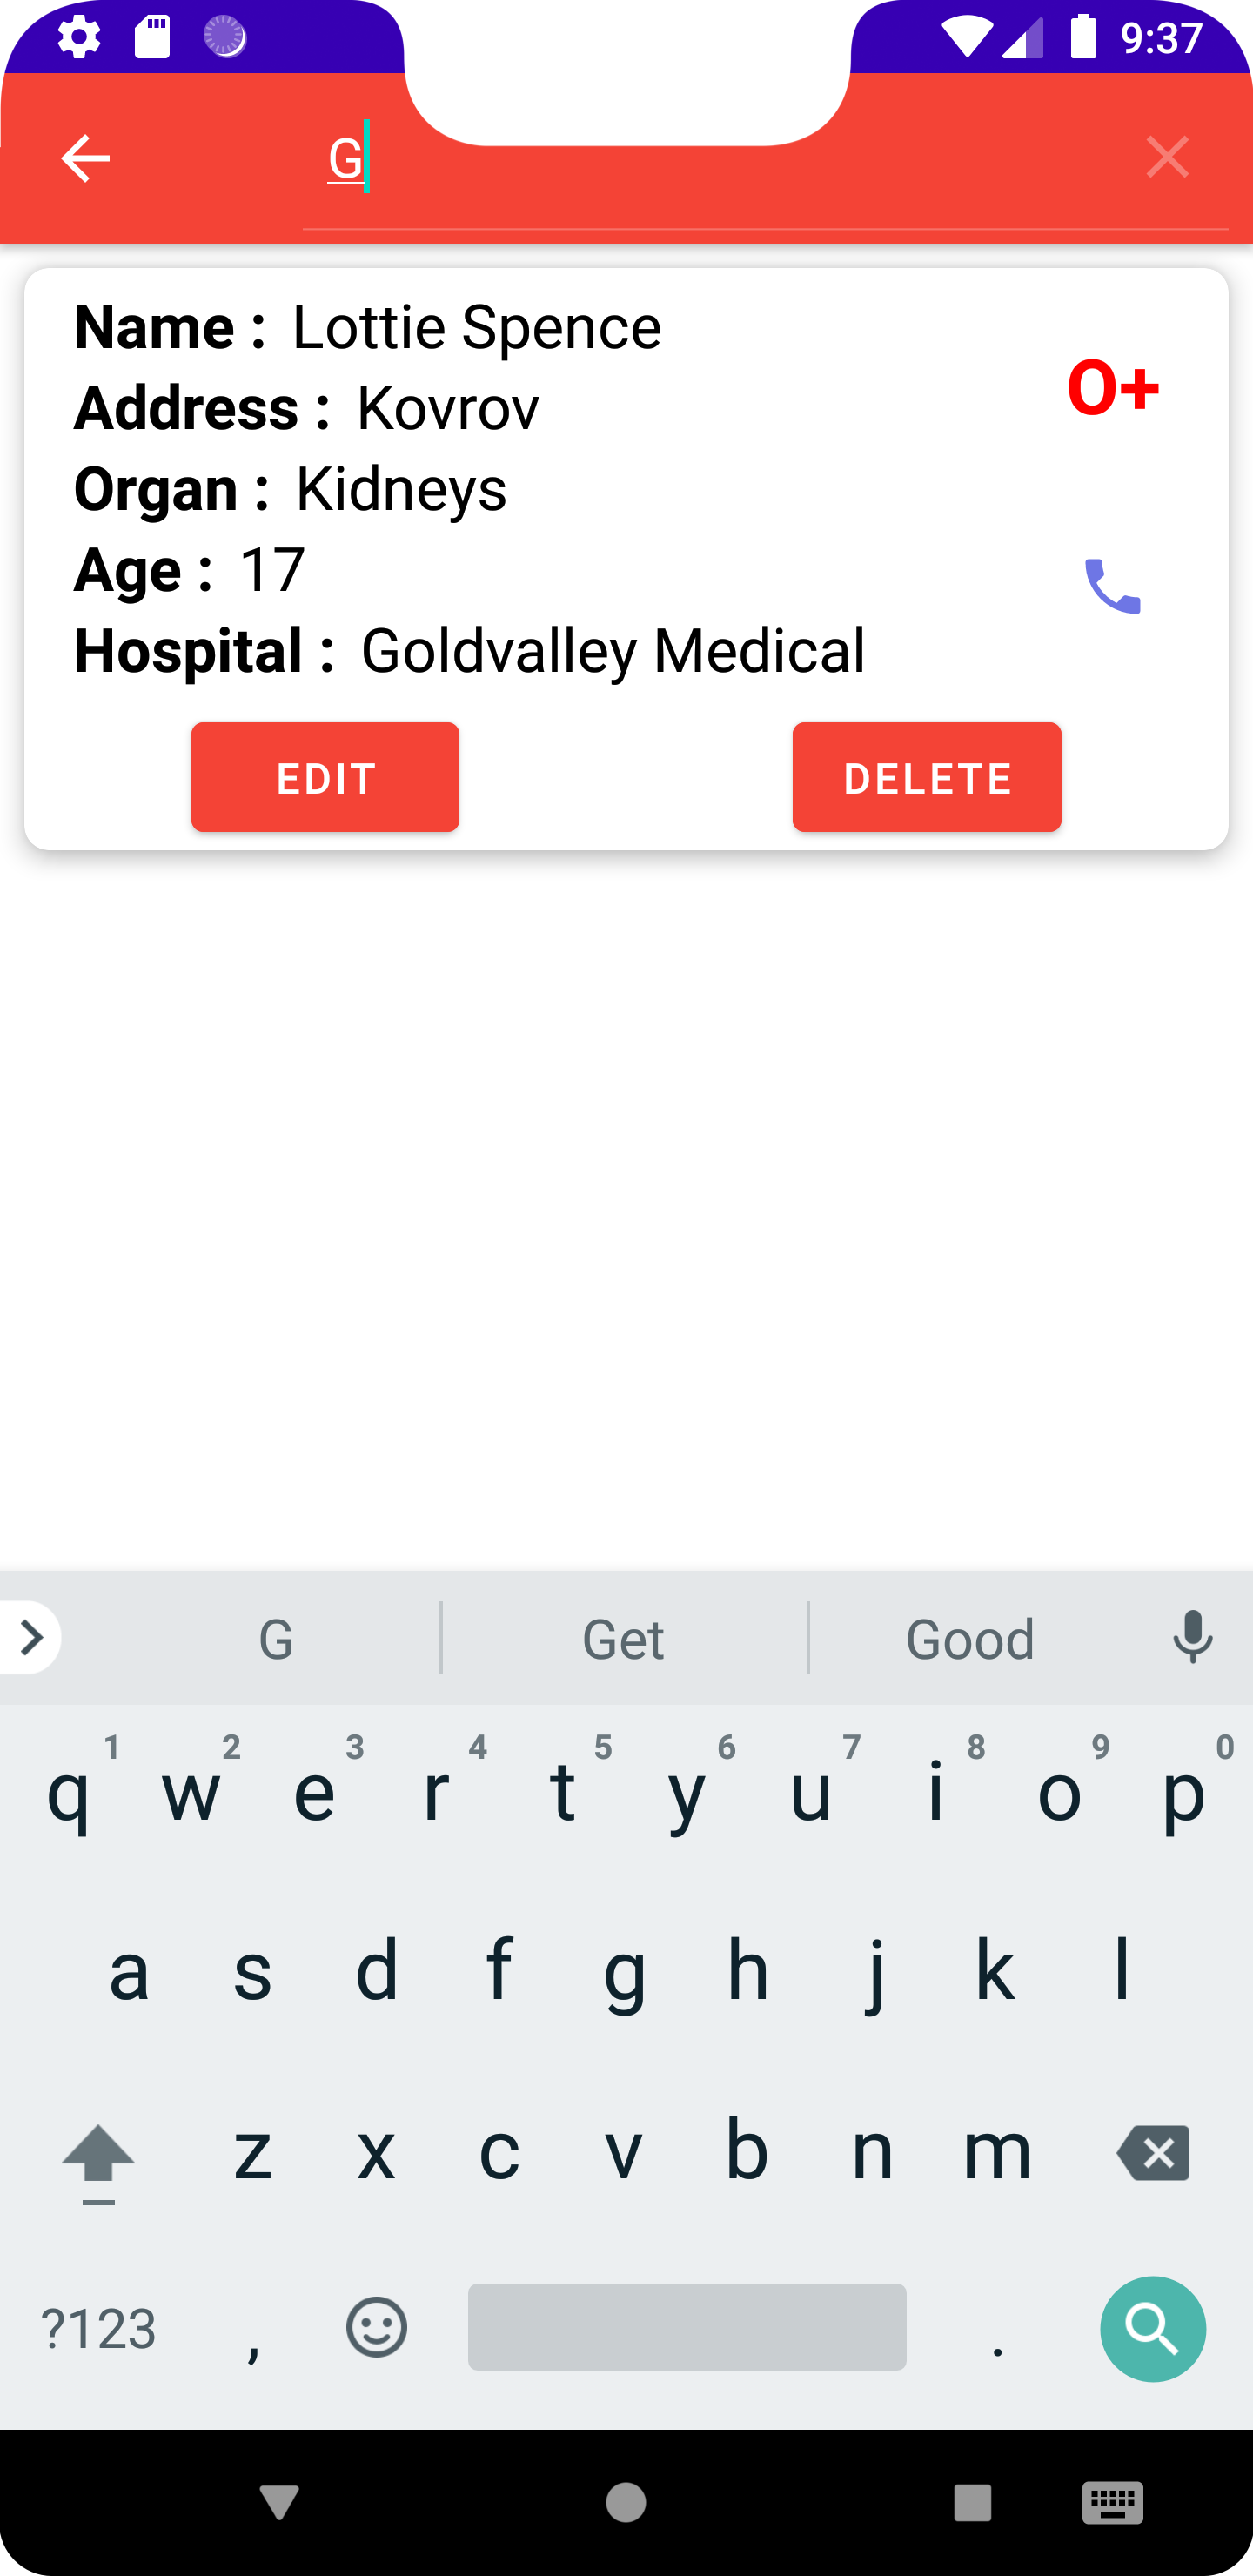 9:37
G
Name : Lottie Spence
O+
Address : Kovrov
Organ : Kidneys
Age : 17
Hospital : Goldvalley Medical
EDIT DELETE
G Get Good
1 2 3 4 5 6 7 8 9 0
q w e r t y u i o p
a s d f g h j k l
z x c v b n m
?123 , .